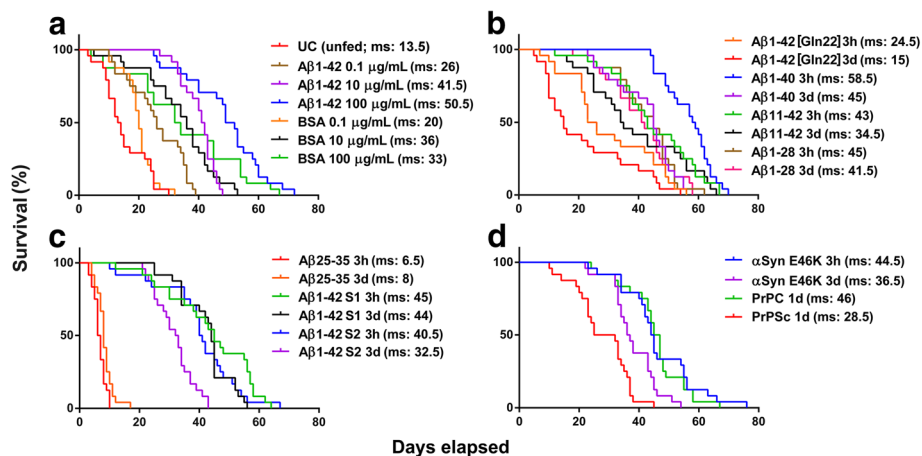 a
UC (unfed; ms: 13.5)
Aβ1-42 0.1 μg/mL (ms: 26)
Aβ1-42 10 μg/mL (ms: 41.5)
Aβ1-42 100 μg/mL (ms: 50.5)
BSA 0.1 μg/mL (ms: 20)
BSA 10 μg/mL (ms: 36)
BSA 100 μg/mL (ms: 33)
100
50
0
0 20 40 60 80
b
Aβ1-42 [Gln22] 3h (ms: 24.5)
Aβ1-42 [Gln22] 3d (ms: 15)
Aβ1-40 3h (ms: 58.5)
Aβ1-40 3d (ms: 45)
Aβ11-42 3h (ms: 43)
Aβ11-42 3d (ms: 34.5)
Aβ1-28 3h (ms: 45)
Aβ1-28 3d (ms: 41.5)
100
50
0
0 20 40 60 80
Survival (%)
c
Aβ25-35 3h (ms: 6.5)
Aβ25-35 3d (ms: 8)
Aβ1-42 S1 3h (ms: 45)
Aβ1-42 S1 3d (ms: 44)
Aβ1-42 S2 3h (ms: 40.5)
Aβ1-42 S2 3d (ms: 32.5)
100
50
0
0 20 40 60 80
d
αSyn E46K 3h (ms: 44.5)
αSyn E46K 3d (ms: 36.5)
PrPC 1d (ms: 46)
PrPSc 1d (ms: 28.5)
100
50
0
0 20 40 60 80
Days elapsed